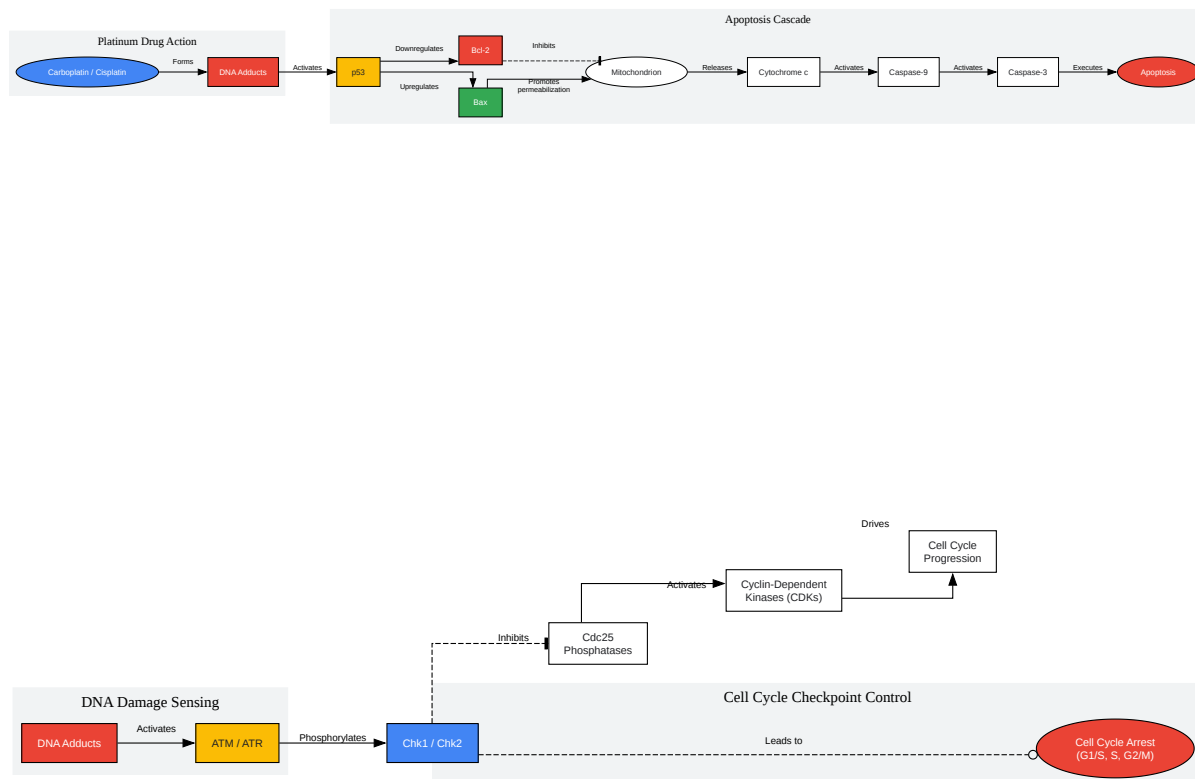 Apoptosis Cascade
Platinum Drug Action
Carboplatin / Cisplatin
Forms
DNA Adducts
Activates
p53
Downregulates
Upregulates
Bcl-2
Bax
Inhibits
Promotes
permeabilization
Mitochondrion
Releases
Cytochrome c
Activates
Caspase-9
Activates
Caspase-3
Executes
Apoptosis
Drives
Cell Cycle
Progression
Activates
Cyclin-Dependent
Kinases (CDKs)
Inhibits
Cdc25
Phosphatases
DNA Damage Sensing
Cell Cycle Checkpoint Control
DNA Adducts
Activates
ATM / ATR
Phosphorylates
Chk1 / Chk2
Leads to
Cell Cycle Arrest
(G1/S, S, G2/M)